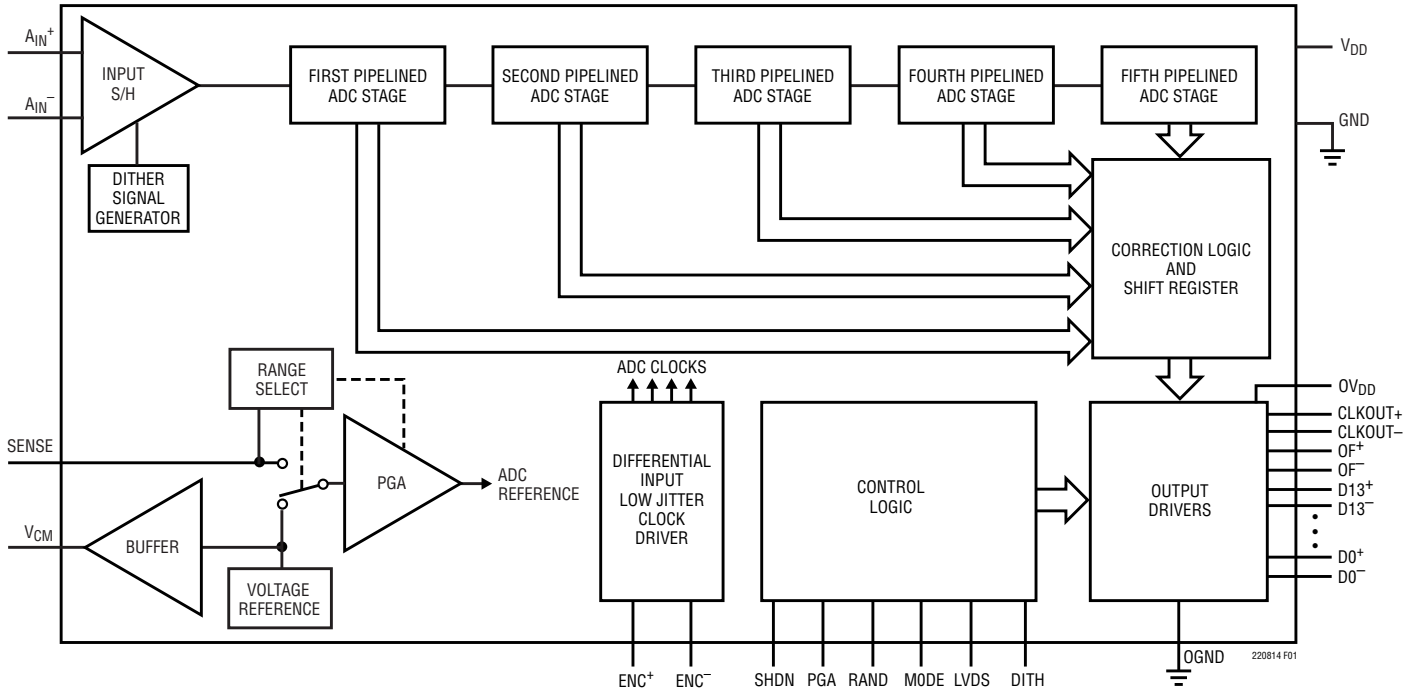 AIN+
AIN−
INPUT
S/H
DITHER
SIGNAL
GENERATOR
FIRST PIPELINED
ADC STAGE
SECOND PIPELINED
ADC STAGE
THIRD PIPELINED
ADC STAGE
FOURTH PIPELINED
ADC STAGE
FIFTH PIPELINED
ADC STAGE
VDD
GND
CORRECTION LOGIC
AND
SHIFT REGISTER
RANGE
SELECT
SENSE
PGA
ADC
REFERENCE
VCM
BUFFER
VOLTAGE
REFERENCE
ADC CLOCKS
DIFFERENTIAL
INPUT
LOW JITTER
CLOCK
DRIVER
CONTROL
LOGIC
OUTPUT
DRIVERS
OVDD
CLKOUT+
CLKOUT−
OF+
OF−
D13+
D13−
D0+
D0−
OGND
ENC+
ENC−
SHDN
PGA
RAND
MODE
LVDS
DITH
220814 F01